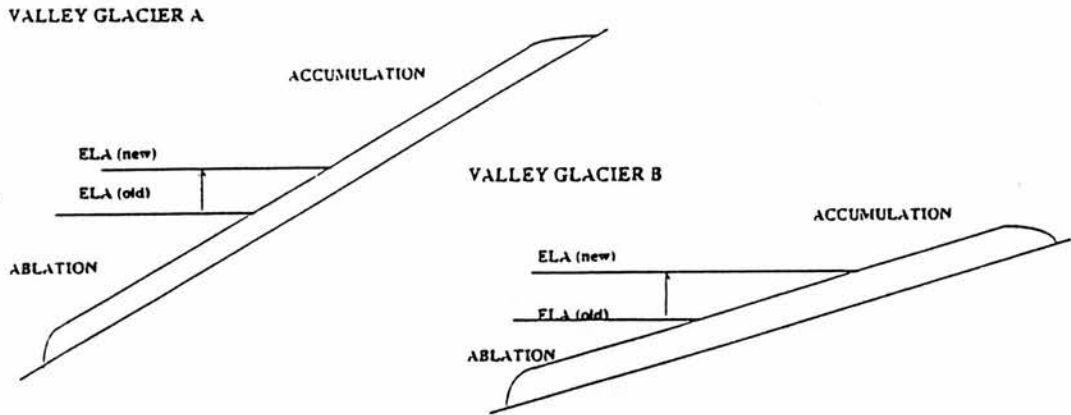 VALLEY GLACIER A
ACCUMULATION
ELA (new)
ELA (old)
ABLATION
VALLEY GLACIER B
ACCUMULATION
ELA (new)
ELA (old)
ABLATION